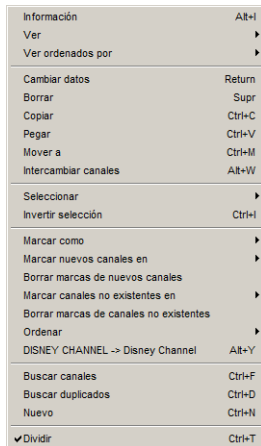 Información Alt+I
Ver
Ver ordenados por
Cambiar datos Return
Borrar Supr
Copiar Ctrl+C
Pegar Ctrl+V
Mover a Ctrl+M
Intercambiar canales Alt+W
Seleccionar
Invertir selección Ctrl+I
Marcar como
Marcar nuevos canales en
Borrar marcas de nuevos canales
Marcar canales no existentes en
Borrar marcas de canales no existentes
Ordenar
DISNEY CHANNEL -> Disney Channel Alt+Y
Buscar canales Ctrl+F
Buscar duplicados Ctrl+D
Nuevo Ctrl+N
Dividir Ctrl+T